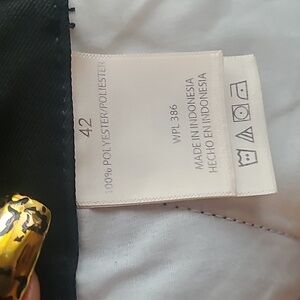 42
100% POLYESTER/POLIESTER
WPL 386
MADE IN INDONESIA
HECHO EN INDONESIA